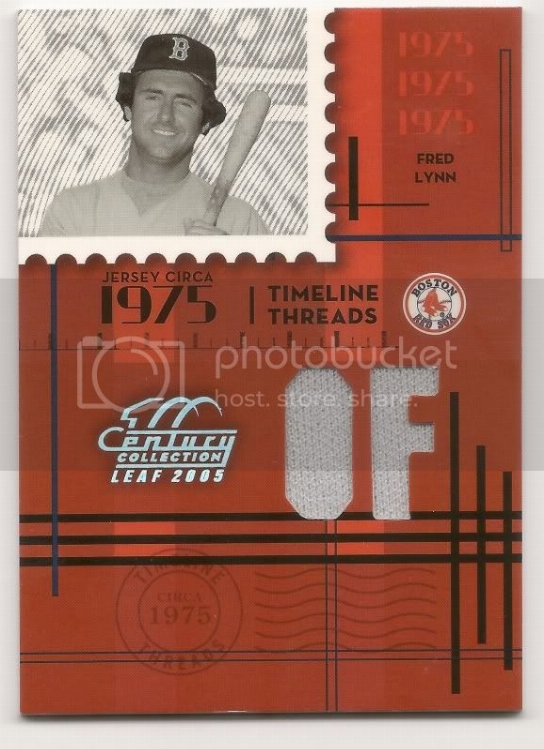 B
1975
1975
1975
FRED
LYNN
JERSEY CIRCA
1975
TIMELINE
THREADS
BOSTON
RED SOX
photobucket
host. store. share.
100
Century
COLLECTION
LEAF 2005
OF
TIMELINE
CIRCA
1975
THREADS